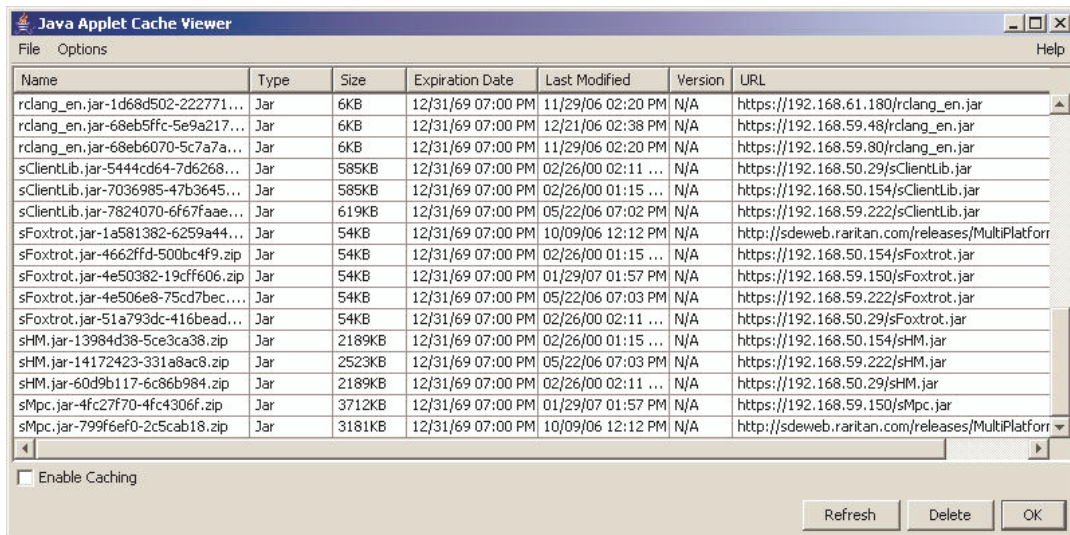 Java Applet Cache Viewer
File Options Help
Name Type Size Expiration Date Last Modified Version URL
rclang_en.jar-1d68d502-222771... Jar 6KB 12/31/69 07:00 PM 11/29/06 02:20 PM N/A https://192.168.61.180/rclang_en.jar
rclang_en.jar-68eb5ffc-5e9a217... Jar 6KB 12/31/69 07:00 PM 12/21/06 02:38 PM N/A https://192.168.59.48/rclang_en.jar
rclang_en.jar-68eb6070-5c7a7a... Jar 6KB 12/31/69 07:00 PM 11/29/06 02:20 PM N/A https://192.168.59.80/rclang_en.jar
sClientLib.jar-5444cd64-7d6268... Jar 585KB 12/31/69 07:00 PM 02/26/00 02:11 ... N/A https://192.168.50.29/sClientLib.jar
sClientLib.jar-7036985-47b3645... Jar 585KB 12/31/69 07:00 PM 02/26/00 01:15 ... N/A https://192.168.50.154/sClientLib.jar
sClientLib.jar-7824070-6f67faae... Jar 619KB 12/31/69 07:00 PM 05/22/06 07:02 PM N/A https://192.168.59.222/sClientLib.jar
sFoxtrot.jar-1a581382-6259a44... Jar 54KB 12/31/69 07:00 PM 10/09/06 12:12 PM N/A http://sdeweb.raritan.com/releases/MultiPlatforr
sFoxtrot.jar-4662ffd-500bc4f9.zip Jar 54KB 12/31/69 07:00 PM 02/26/00 01:15 ... N/A https://192.168.50.154/sFoxtrot.jar
sFoxtrot.jar-4e50382-19cff606.zip Jar 54KB 12/31/69 07:00 PM 01/29/07 01:57 PM N/A https://192.168.59.150/sFoxtrot.jar
sFoxtrot.jar-4e506e8-75cd7bec.... Jar 54KB 12/31/69 07:00 PM 05/22/06 07:03 PM N/A https://192.168.59.222/sFoxtrot.jar
sFoxtrot.jar-51a793dc-416bead... Jar 54KB 12/31/69 07:00 PM 02/26/00 02:11 ... N/A https://192.168.50.29/sFoxtrot.jar
sHM.jar-13984d38-5ce3ca38.zip Jar 2189KB 12/31/69 07:00 PM 02/26/00 01:15 ... N/A https://192.168.50.154/sHM.jar
sHM.jar-14172423-331a8ac8.zip Jar 2523KB 12/31/69 07:00 PM 05/22/06 07:03 PM N/A https://192.168.59.222/sHM.jar
sHM.jar-60d9b117-6c86b984.zip Jar 2189KB 12/31/69 07:00 PM 02/26/00 02:11 ... N/A https://192.168.50.29/sHM.jar
sMpc.jar-4fc27f70-4fc4306f.zip Jar 3712KB 12/31/69 07:00 PM 01/29/07 01:57 PM N/A https://192.168.59.150/sMpc.jar
sMpc.jar-799f6ef0-2c5cab18.zip Jar 3181KB 12/31/69 07:00 PM 10/09/06 12:12 PM N/A http://sdeweb.raritan.com/releases/MultiPlatforr
Enable Caching
Refresh Delete OK